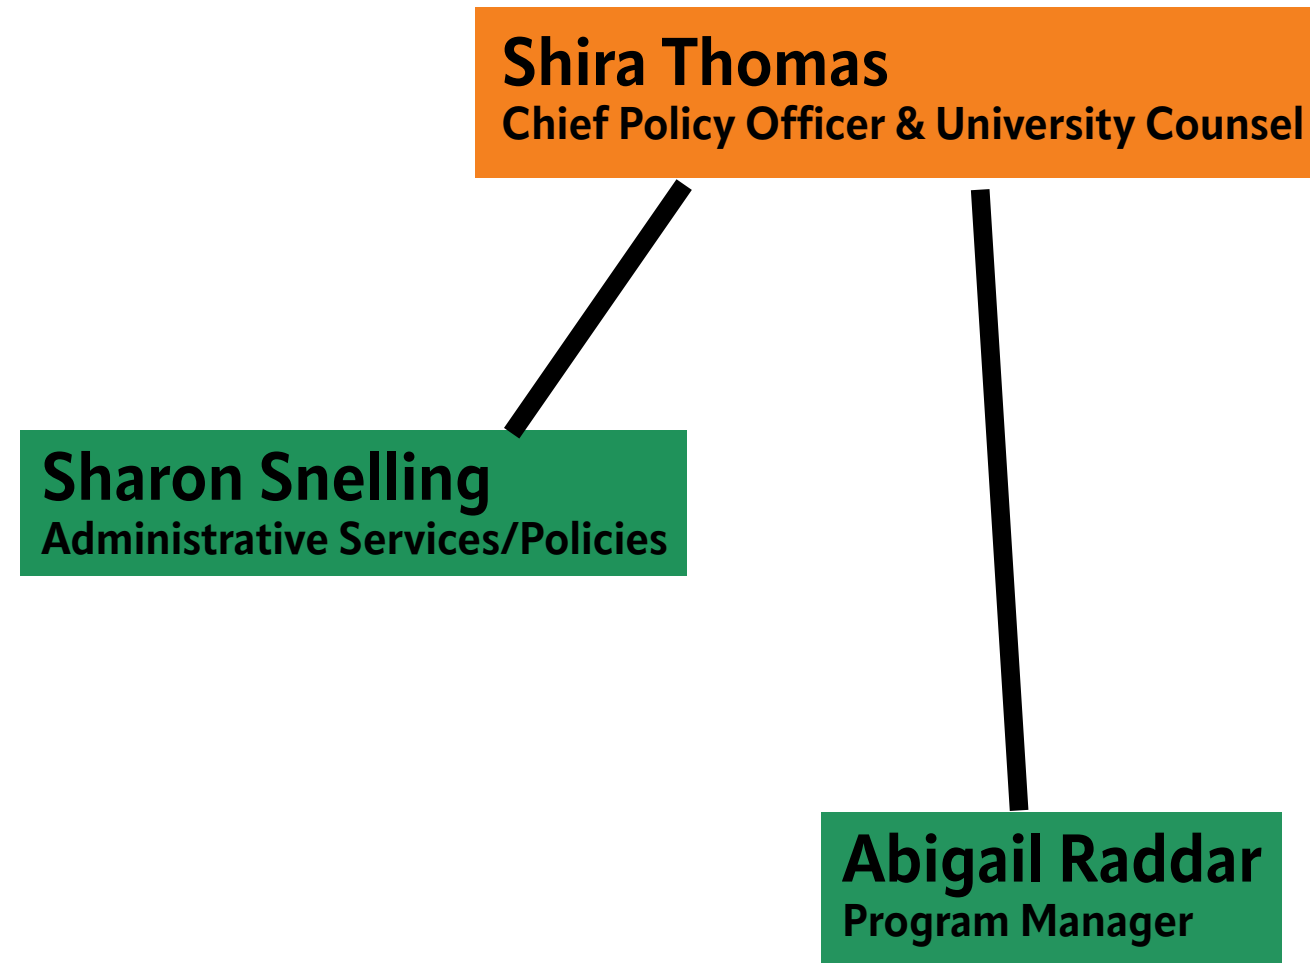 Shira Thomas
Chief Policy Officer & University Counsel
Sharon Snelling
Administrative Services/Policies
Abigail Raddar
Program Manager